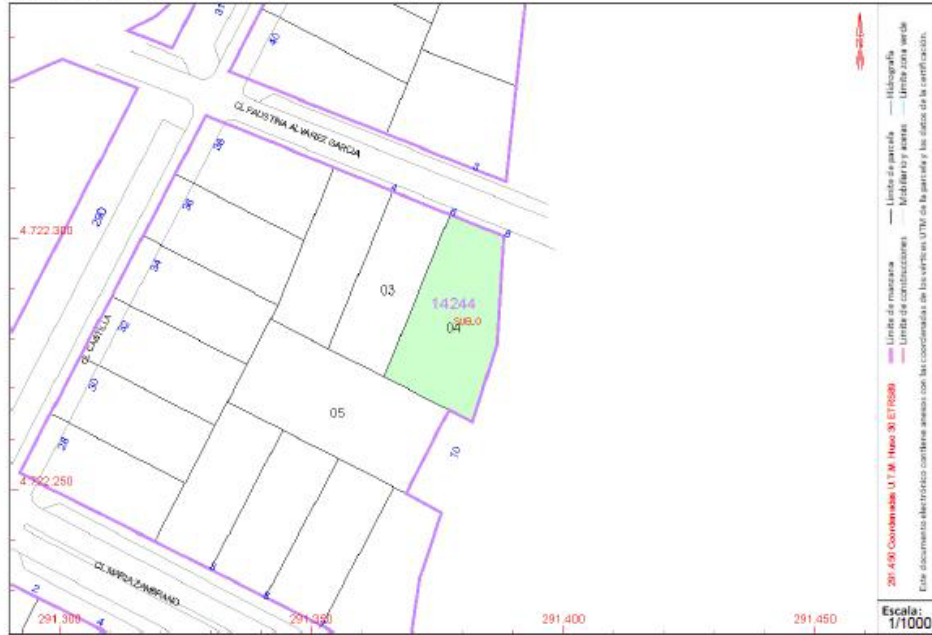 31
40
CL FAUSTINA ALVAREZ GARCIA
3
38
36
4
6
8
29D
4.722.300
34
03
14244
SUELO
04
32
CL CASTILLA
30
05
28
TO
4.722.250
CL MARIA ZAMBRANO
2
4
291.300
291.350
291.400
291.450
291.450 Coordenadas U.T.M. Huso 30 ETRS89
Límite de manzana
Límite de parcela
Hidrografía
Límite de construcciones
Mobiliario y aceras
Límite zona verde
Este documento electrónico contiene anexos con las coordenadas de los vértices UTM de la parcela y los datos de la certificación.
Escala:
1/1000